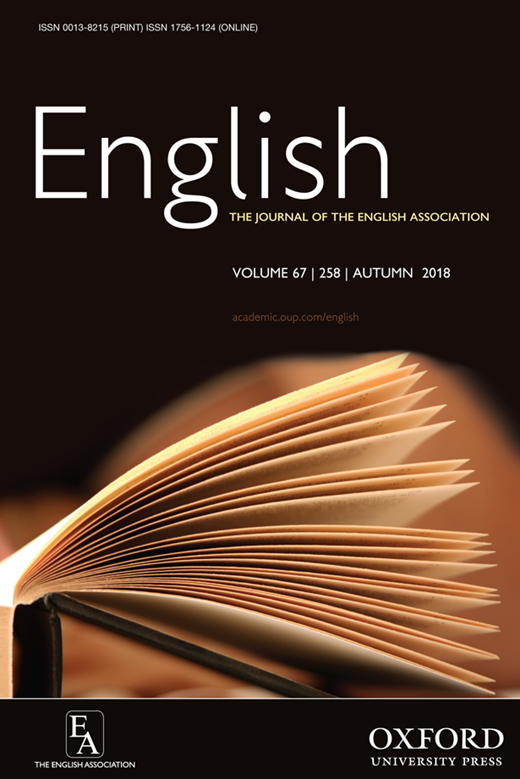 ISSN 0013-8215 (PRINT) ISSN 1756-1124 (ONLINE)
English
THE JOURNAL OF THE ENGLISH ASSOCIATION
VOLUME 67 | 258 | AUTUMN 2018
academic.oup.com/english
EA
THE ENGLISH ASSOCIATION
OXFORD
UNIVERSITY PRESS